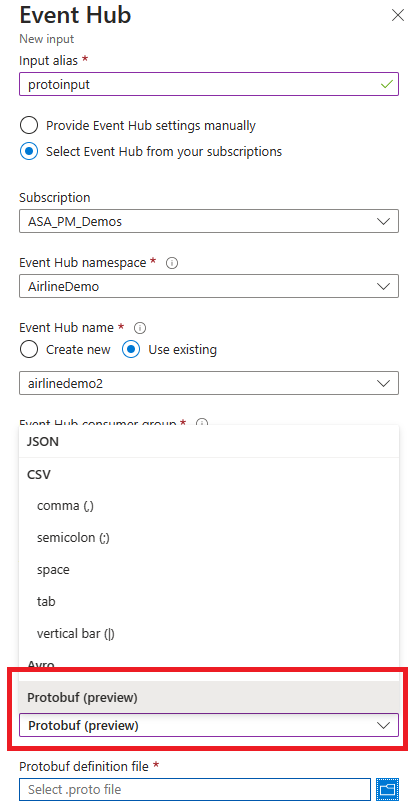 Event Hub
New input
Input alias *
protoinput
Provide Event Hub settings manually
Select Event Hub from your subscriptions
Subscription
ASA_PM_Demos
Event Hub namespace *
AirlineDemo
Event Hub name *
Create new Use existing
airlinedemo2
Event Hub consumer group *
JSON
CSV
comma (,)
semicolon (;)
space
tab
vertical bar (|)
Avro
Protobuf (preview)
Protobuf (preview)
Protobuf definition file *
Select .proto file